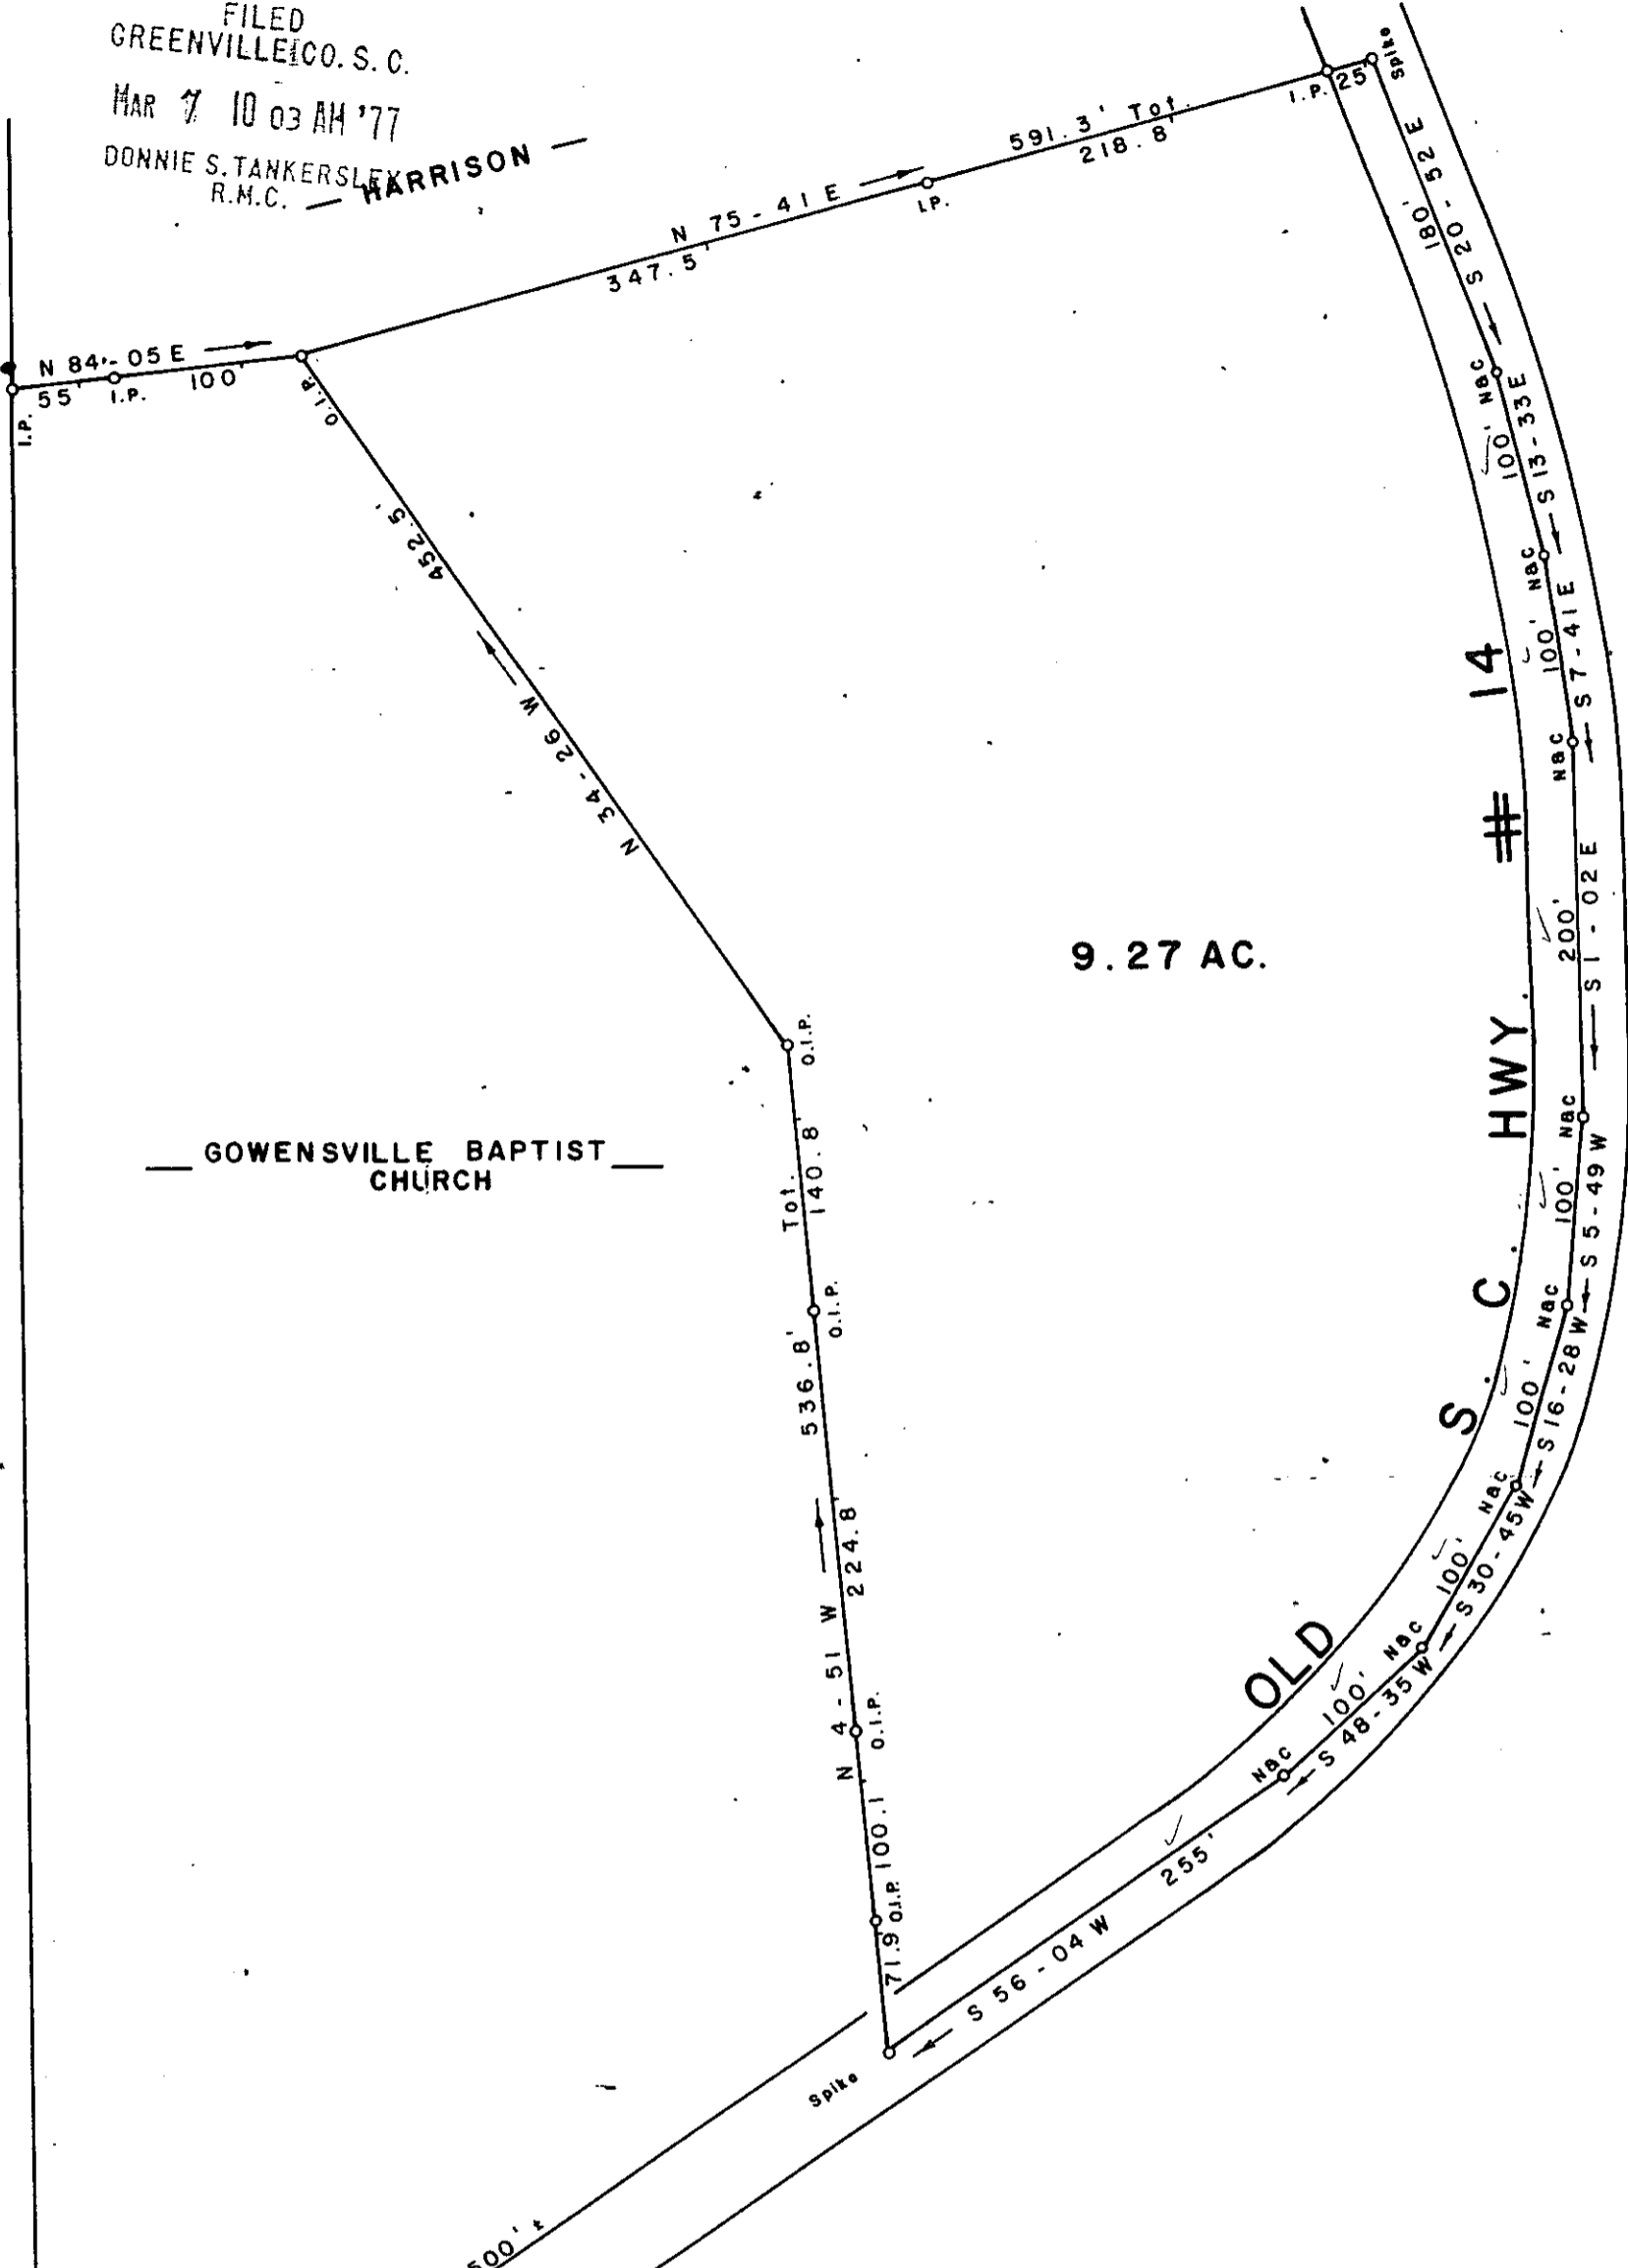 FILED
GREENVILLE CO. S. C.
MAR 7 10 03 AM '77
DONNIE S. TANKERSLEY
R.M.C.
— HARRISON —
N 84-05 E
I.P.
55'
I.P.
100'
O.I.P.
N 75-41 E
347.5'
I.P.
591.3' Tot.
218.8'
I.P.
25'
Spike
180'
S 20-52 E
N&C
100'
S 13-33 E
N&C
100'
S 7-41 E
N&C
200'
S 1-02 E
N&C
100'
S 5-49 W
N&C
100'
S 16-28 W
N&C
100'
S 30-45 W
N&C
100'
S 48-35 W
N&C
255'
S 56-04 W
Spike
452.5'
N 34-26 W
O.I.P.
140.8'
Tot.
O.I.P.
536.8'
224.8'
N 4-51 W
O.I.P.
100.1'
O.I.P.
71.9'
9.27 AC.
— GOWENSVILLE BAPTIST —
CHURCH
OLD S. C. HWY. # 14
500' ±